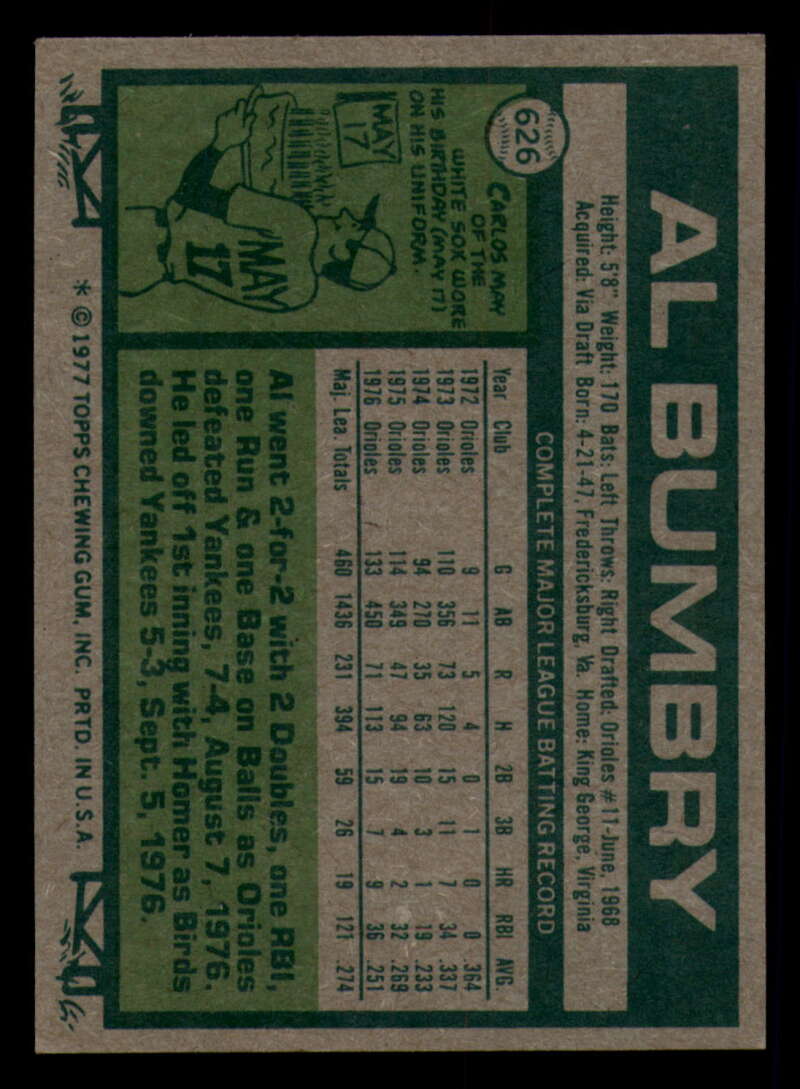 626
AL BUMBRY
Height: 5'8" Weight: 170 Bats: Left Throws: Right Drafted: Orioles #11-June, 1968
Acquired: Via Draft Born: 4-21-47, Fredericksburg, Va. Home: King George, Virginia
COMPLETE MAJOR LEAGUE BATTING RECORD
Year Club G AB R H 2B 3B HR RBI AVG.
1972 Orioles 9 11 5 4 0 1 0 0 .364
1973 Orioles 110 356 73 120 15 11 7 34 .337
1974 Orioles 94 270 35 63 10 3 1 19 .233
1975 Orioles 114 349 47 94 19 4 2 32 .269
1976 Orioles 133 450 71 113 15 7 9 36 .251
Maj. Lea. Totals 460 1436 231 394 59 26 19 121 .274
CARLOS MAY
OF THE
WHITE SOX WORE
HIS BIRTHDAY (MAY 17)
ON HIS UNIFORM.
MAY
17
MAY
17
Al went 2-for-2 with 2 Doubles, one RBI,
one Run & one Base on Balls as Orioles
defeated Yankees, 7-4, August 7, 1976.
He led off 1st inning with Homer as Birds
downed Yankees 5-3, Sept. 5, 1976.
* © 1977 TOPPS CHEWING GUM, INC. PRTD. IN U.S.A.